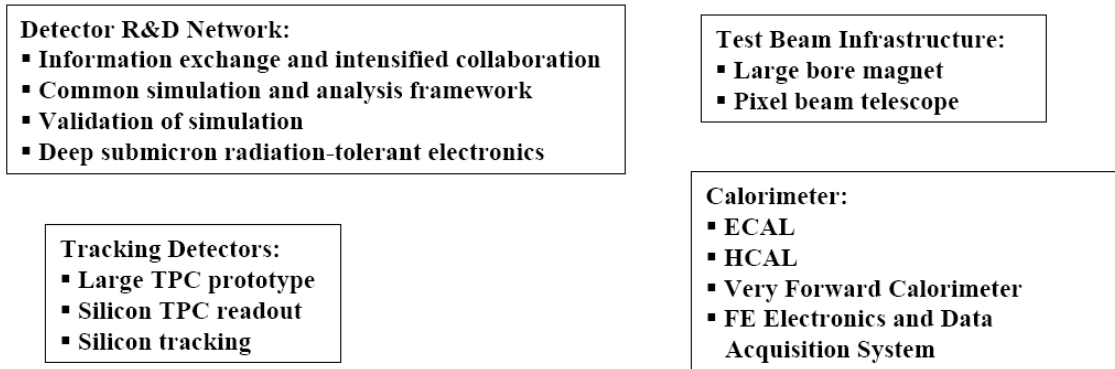 Detector R&D Network:
▪ Information exchange and intensified collaboration
▪ Common simulation and analysis framework
▪ Validation of simulation
▪ Deep submicron radiation-tolerant electronics
Test Beam Infrastructure:
▪ Large bore magnet
▪ Pixel beam telescope
Tracking Detectors:
▪ Large TPC prototype
▪ Silicon TPC readout
▪ Silicon tracking
Calorimeter:
▪ ECAL
▪ HCAL
▪ Very Forward Calorimeter
▪ FE Electronics and Data
Acquisition System